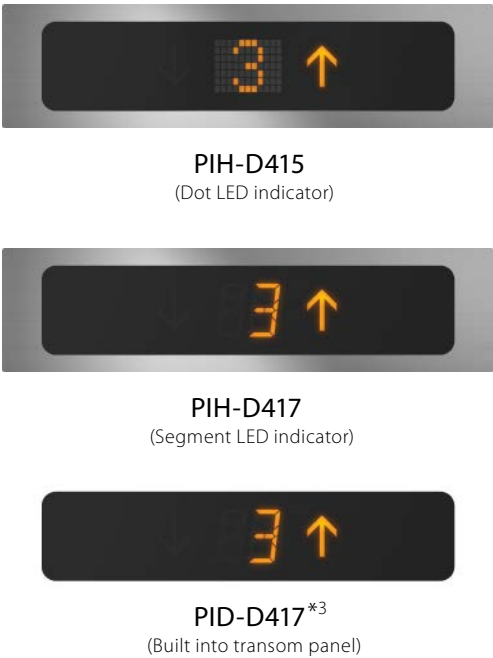 3 ↑
PIH-D415
(Dot LED indicator)
3 ↑
PIH-D417
(Segment LED indicator)
3 ↑
PID-D417*3
(Built into transom panel)